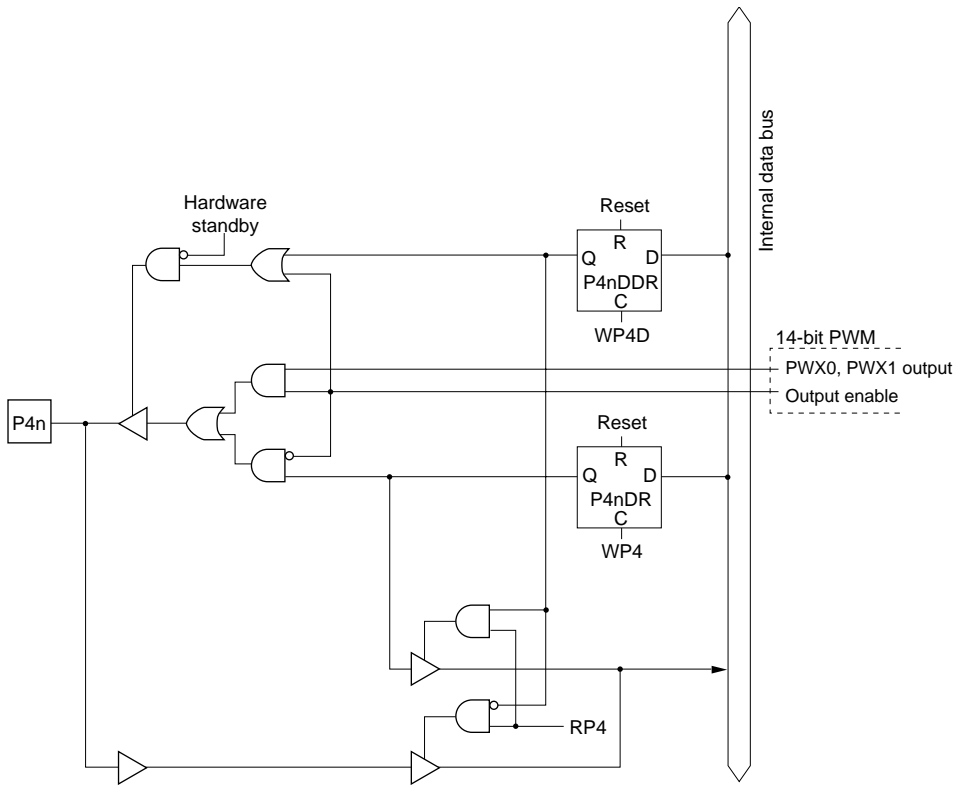 Hardware
standby
Reset
R
Q D
P4nDDR
C
WP4D
Internal data bus
14-bit PWM
PWX0, PWX1 output
Output enable
P4n
Reset
R
Q D
P4nDR
C
WP4
RP4